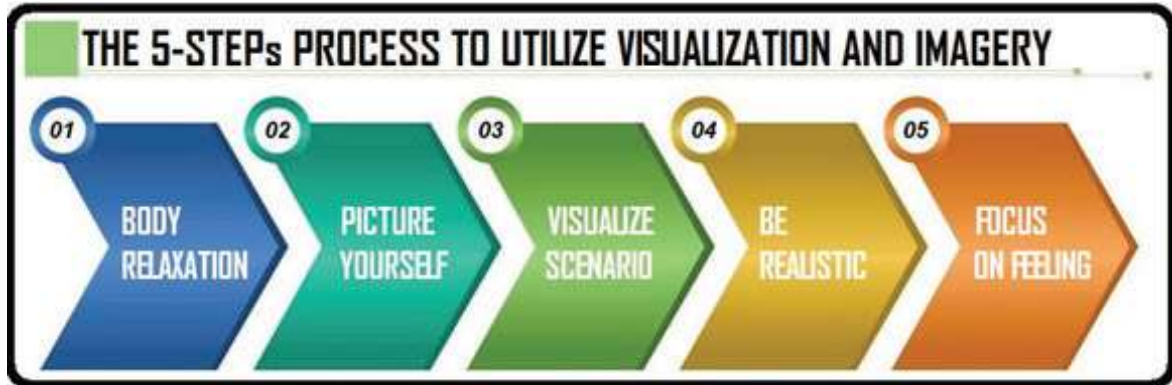 THE 5-STEPs PROCESS TO UTILIZE VISUALIZATION AND IMAGERY
01
BODY
RELAXATION
02
PICTURE
YOURSELF
03
VISUALIZE
SCENARIO
04
BE
REALISTIC
05
FOCUS
ON FEELING